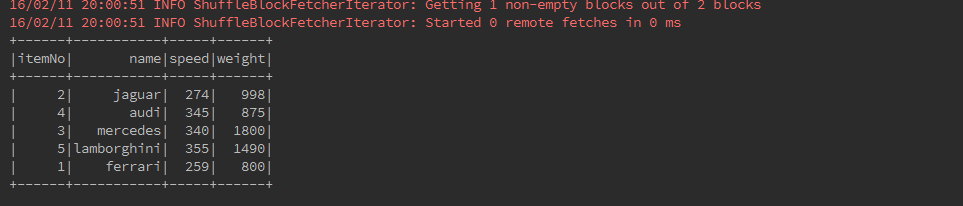 16/02/11 20:00:51 INFO ShuffleBlockFetcherIterator: Getting 1 non-empty blocks out of 2 blocks
16/02/11 20:00:51 INFO ShuffleBlockFetcherIterator: Started 0 remote fetches in 0 ms
+------+-----------+-----+------+
|itemNo|       name|speed|weight|
+------+-----------+-----+------+
|     2|     jaguar|  274|   998|
|     4|       audi|  345|   875|
|     3|   mercedes|  340|  1800|
|     5|lamborghini|  355|  1490|
|     1|    ferrari|  259|   800|
+------+-----------+-----+------+